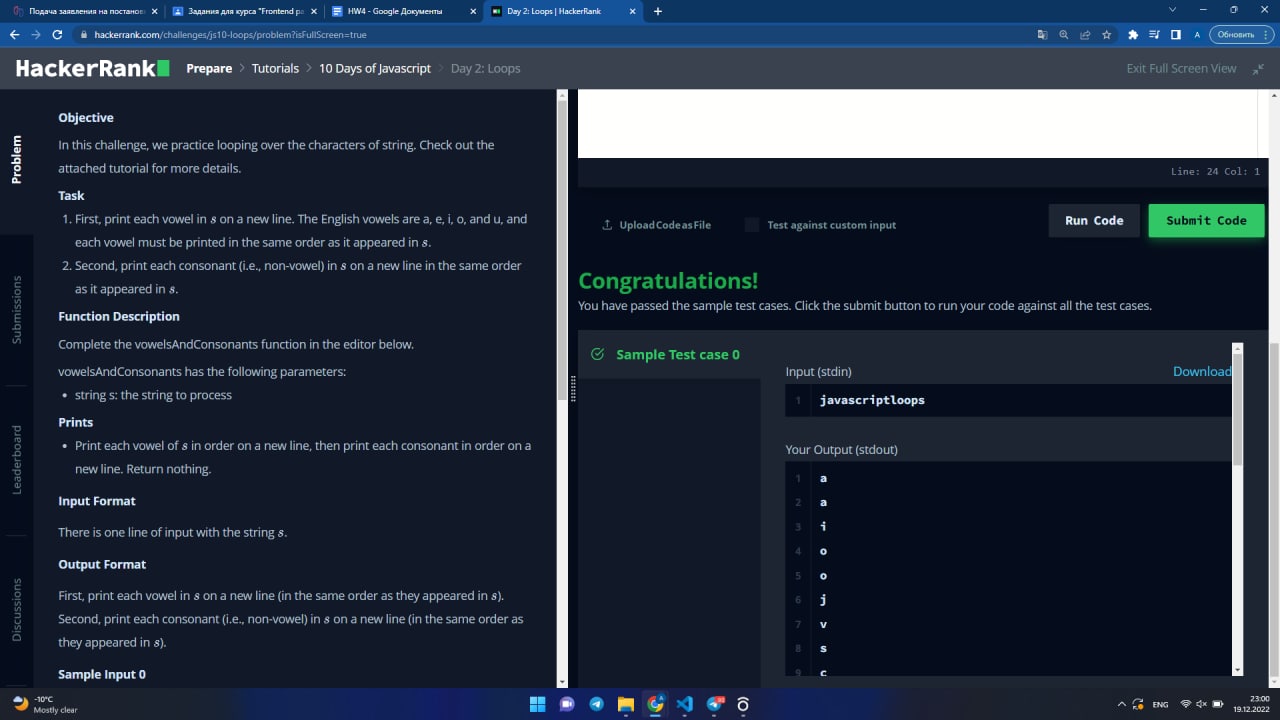 Подача заявления на постанов
Задания для курса "Frontend ра
HW4 - Google Документы
Day 2: Loops | HackerRank
hackerrank.com/challenges/js10-loops/problem?isFullScreen=true
A
Обновить
HackerRank
Prepare
Tutorials
10 Days of Javascript
Day 2: Loops
Exit Full Screen View
Problem
Submissions
Leaderboard
Discussions
Objective
In this challenge, we practice looping over the characters of string. Check out the
attached tutorial for more details.
Task
1. First, print each vowel in s on a new line. The English vowels are a, e, i, o, and u, and
each vowel must be printed in the same order as it appeared in s.
2. Second, print each consonant (i.e., non-vowel) in s on a new line in the same order
as it appeared in s.
Function Description
Complete the vowelsAndConsonants function in the editor below.
vowelsAndConsonants has the following parameters:
• string s: the string to process
Prints
• Print each vowel of s in order on a new line, then print each consonant in order on a
new line. Return nothing.
Input Format
There is one line of input with the string s.
Output Format
First, print each vowel in s on a new line (in the same order as they appeared in s).
Second, print each consonant (i.e., non-vowel) in s on a new line (in the same order as
they appeared in s).
Sample Input 0
Line: 24 Col: 1
Upload Code as File
Test against custom input
Run Code
Submit Code
Congratulations!
You have passed the sample test cases. Click the submit button to run your code against all the test cases.
Sample Test case 0
Input (stdin)
Download
1 javascriptloops
Your Output (stdout)
1 a
2 a
3 i
4 o
5 o
6 j
7 v
8 s
9 c
-10°C
Mostly clear
ENG
23:00
19.12.2022